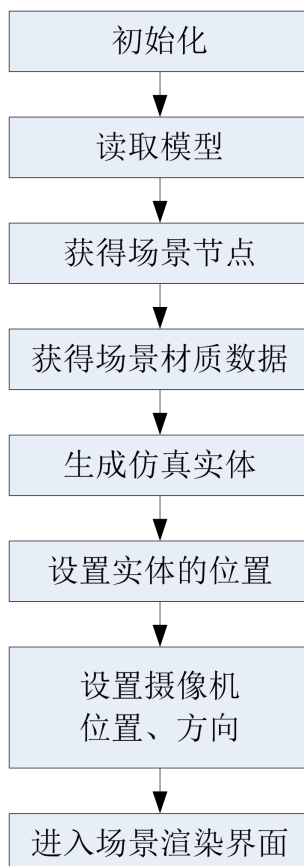 初始化
读取模型
获得场景节点
获得场景材质数据
生成仿真实体
设置实体的位置
设置摄像机
位置、方向
进入场景渲染界面